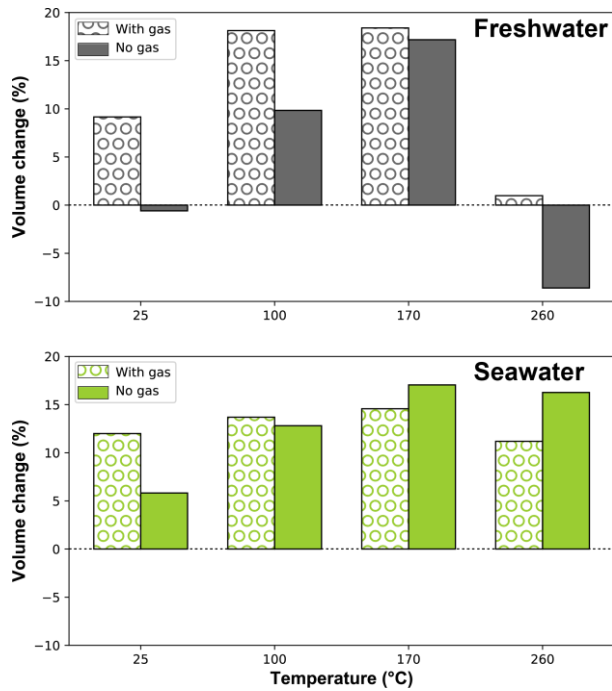 Freshwater
With gas
No gas
Volume change (%)
20
15
10
5
0
−5
−10
25 100 170 260
Seawater
With gas
No gas
Volume change (%)
20
15
10
5
0
−5
−10
25 100 170 260
Temperature (°C)